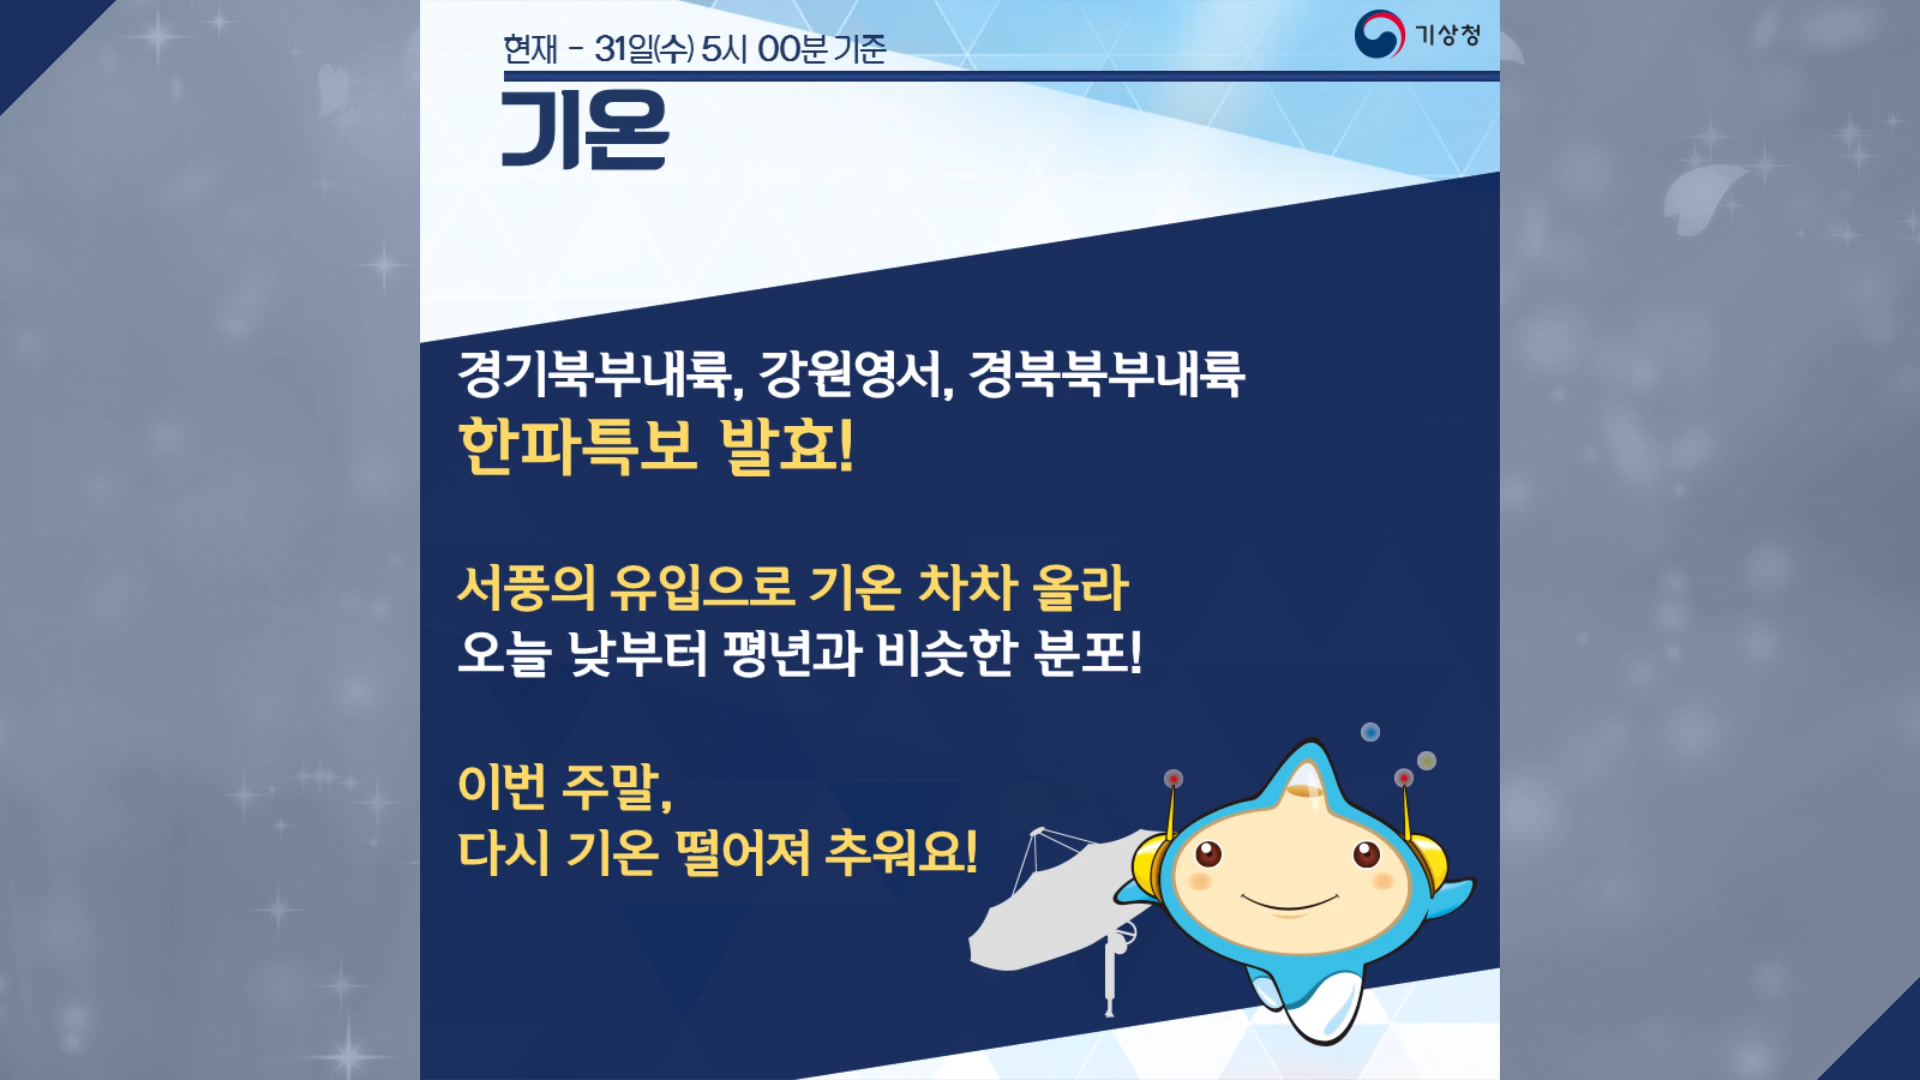 현재 - 31일(수) 5시 00분 기준
기상청
기온
경기북부내륙, 강원영서, 경북북부내륙
한파특보 발효!
서풍의 유입으로 기온 차차 올라
오늘 낮부터 평년과 비슷한 분포!
이번 주말,
다시 기온 떨어져 추워요!